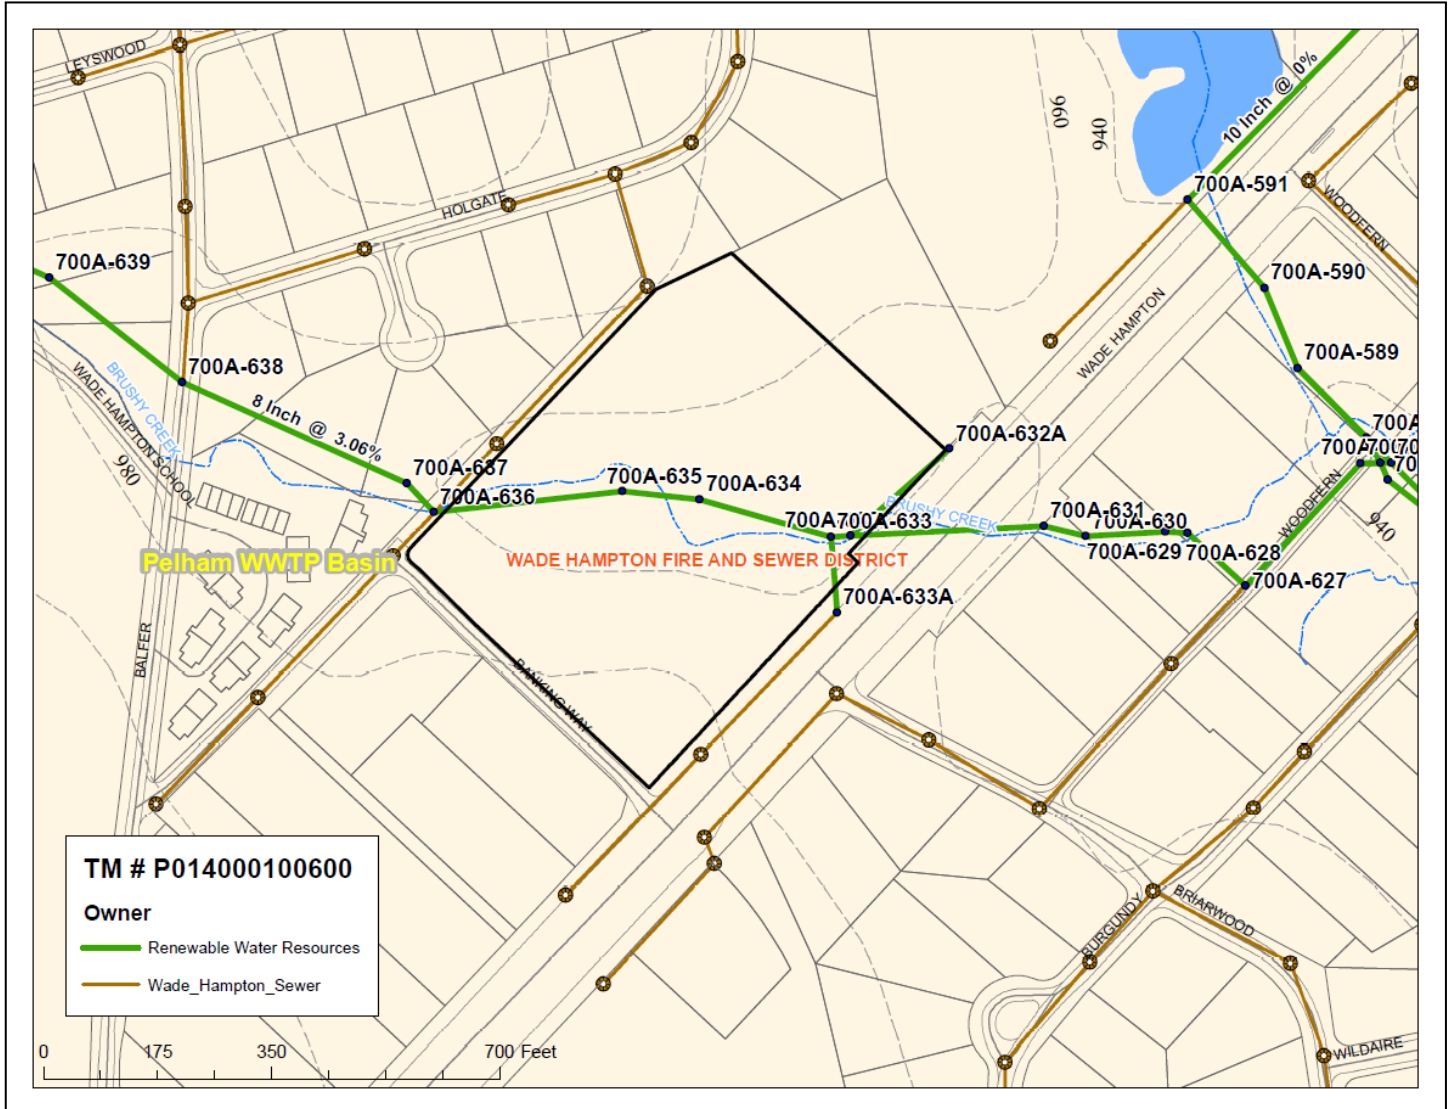 LEYSWOOD
HOLGATE
960
940
10 Inch @ 0%
700A-591
WOODFERN
700A-590
700A-589
700A-639
700A-638
WADE HAMPTON
WADE HAMPTON SCHOOL
BRUSHY CREEK
980
8 Inch @ 3.06%
700A-637
700A-636
700A-635
700A-634
700A-632A
700A-633
BRUSHY CREEK
700A-631
700A-630
700A-629
700A-628
700A-627
WOODFERN
940
Pelham WWTP Basin
WADE HAMPTON FIRE AND SEWER DISTRICT
700A-633A
BALFER
BANKING WAY
BURGUNDY
BRIARWOOD
WILDAIRE
TM # P014000100600
Owner
Renewable Water Resources
Wade_Hampton_Sewer
0 175 350 700 Feet